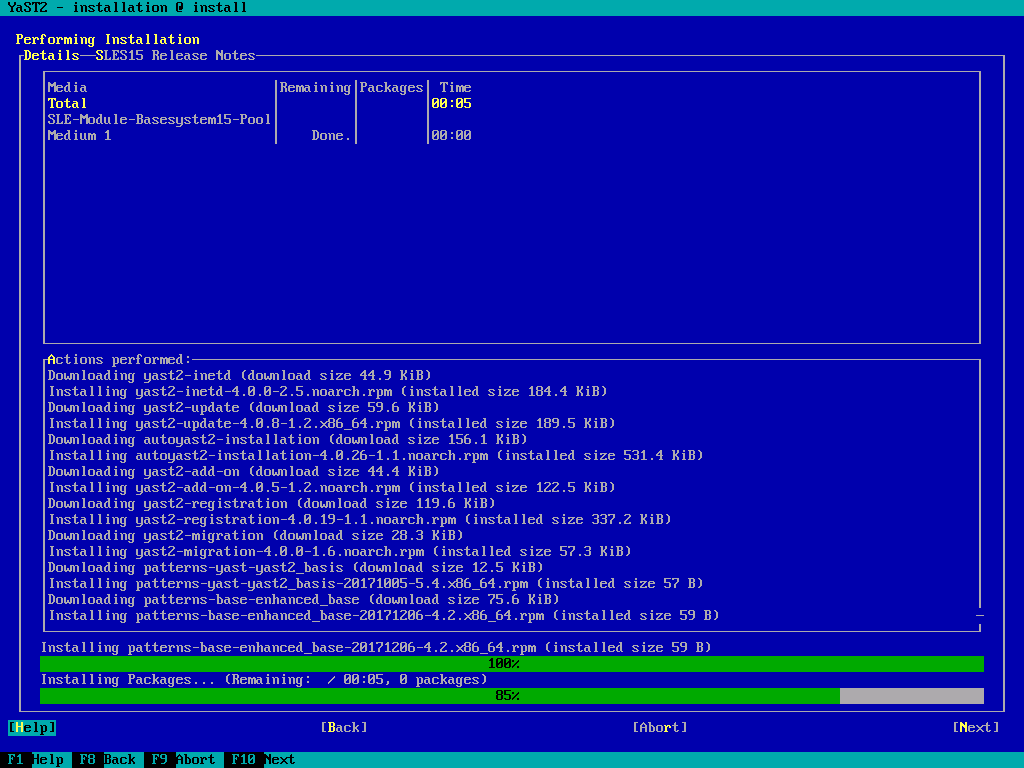 YaST2 - installation @ install
Performing Installation
Details SLES15 Release Notes
Media Remaining Packages Time
Total 00:05
SLE-Module-Basesystem15-Pool
Medium 1 Done. 00:00
Actions performed:
Downloading yast2-inetd (download size 44.9 KiB)
Installing yast2-inetd-4.0.0-2.5.noarch.rpm (installed size 184.4 KiB)
Downloading yast2-update (download size 59.6 KiB)
Installing yast2-update-4.0.8-1.2.x86_64.rpm (installed size 189.5 KiB)
Downloading autoyast2-installation (download size 156.1 KiB)
Installing autoyast2-installation-4.0.26-1.1.noarch.rpm (installed size 531.4 KiB)
Downloading yast2-add-on (download size 44.4 KiB)
Installing yast2-add-on-4.0.5-1.2.noarch.rpm (installed size 122.5 KiB)
Downloading yast2-registration (download size 119.6 KiB)
Installing yast2-registration-4.0.19-1.1.noarch.rpm (installed size 337.2 KiB)
Downloading yast2-migration (download size 28.3 KiB)
Installing yast2-migration-4.0.0-1.6.noarch.rpm (installed size 57.3 KiB)
Downloading patterns-yast-yast2_basis (download size 12.5 KiB)
Installing patterns-yast-yast2_basis-20171005-5.4.x86_64.rpm (installed size 57 B)
Downloading patterns-base-enhanced_base (download size 75.6 KiB)
Installing patterns-base-enhanced_base-20171206-4.2.x86_64.rpm (installed size 59 B)
Installing patterns-base-enhanced_base-20171206-4.2.x86_64.rpm (installed size 59 B)
100%
Installing Packages... (Remaining:  / 00:05, 0 packages)
85%
[Help] [Back] [Abort] [Next]
F1 Help F8 Back F9 Abort F10 Next